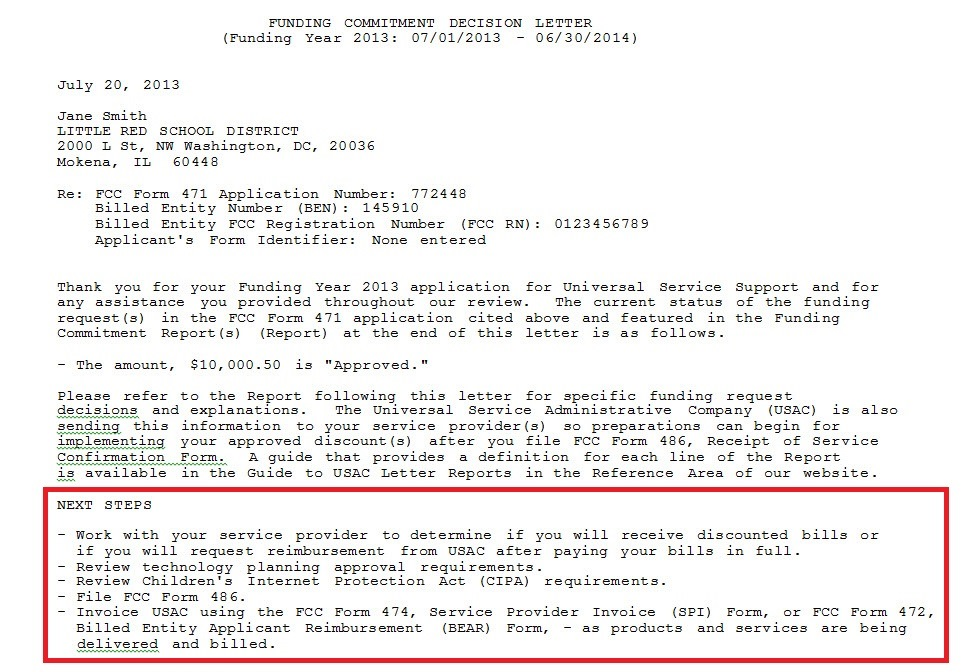 FUNDING COMMITMENT DECISION LETTER
(Funding Year 2013: 07/01/2013 - 06/30/2014)
July 20, 2013
Jane Smith
LITTLE RED SCHOOL DISTRICT
2000 L St, NW Washington, DC, 20036
Mokena, IL 60448
Re: FCC Form 471 Application Number: 772448
Billed Entity Number (BEN): 145910
Billed Entity FCC Registration Number (FCC RN): 0123456789
Applicant's Form Identifier: None entered
Thank you for your Funding Year 2013 application for Universal Service Support and for
any assistance you provided throughout our review. The current status of the funding
request(s) in the FCC Form 471 application cited above and featured in the Funding
Commitment Report(s) (Report) at the end of this letter is as follows.
- The amount, $10,000.50 is "Approved."
Please refer to the Report following this letter for specific funding request
decisions and explanations. The Universal Service Administrative Company (USAC) is also
sending this information to your service provider(s) so preparations can begin for
implementing your approved discount(s) after you file FCC Form 486, Receipt of Service
Confirmation Form. A guide that provides a definition for each line of the Report
is available in the Guide to USAC Letter Reports in the Reference Area of our website.
NEXT STEPS
- Work with your service provider to determine if you will receive discounted bills or
if you will request reimbursement from USAC after paying your bills in full.
- Review technology planning approval requirements.
- Review Children's Internet Protection Act (CIPA) requirements.
- File FCC Form 486.
- Invoice USAC using the FCC Form 474, Service Provider Invoice (SPI) Form, or FCC Form 472,
Billed Entity Applicant Reimbursement (BEAR) Form, - as products and services are being
delivered and billed.